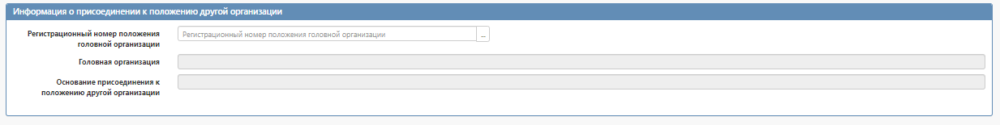 Информация о присоединении к положению другой организации
Регистрационный номер положения
головной организации
Регистрационный номер положения головной организации
...
Головная организация
Основание присоединения к
положению другой организации